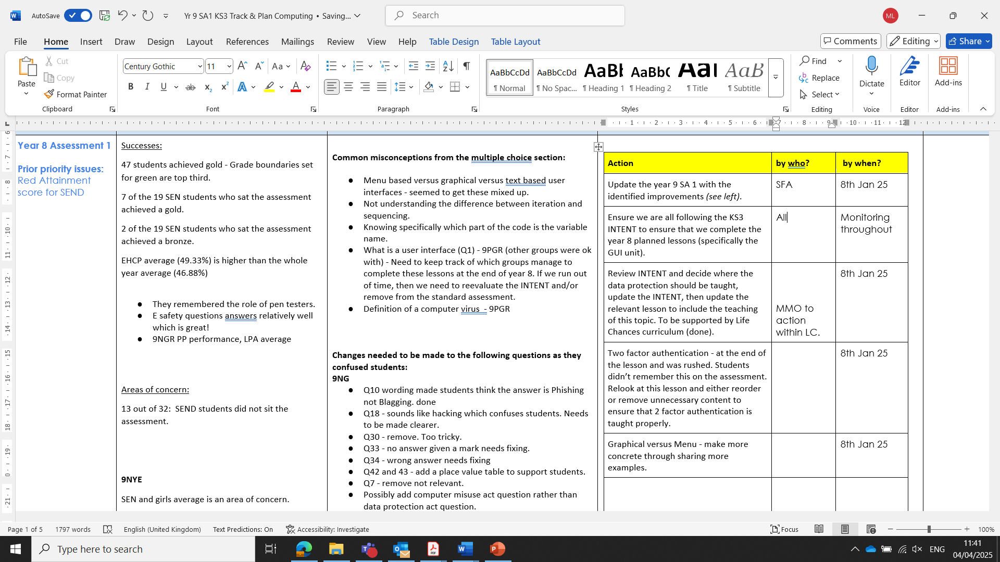 AutoSave
Yr 9 SA1 KS3 Track & Plan Computing • Saving...
Search
ML
File Home Insert Draw Design Layout References Mailings Review View Help Table Design Table Layout
Comments Editing Share
Paste
Cut
Copy
Format Painter
Clipboard
Century Gothic 11
Font
Paragraph
AaBbCcDd AaBbCcDd AaBb AaBbC AaB AaB
¶ Normal ¶ No Spac... ¶ Heading 1 ¶ Heading 2 ¶ Title ¶ Subtitle
Styles
Find
Replace
Select
Editing
Dictate
Voice
Editor
Editor
Add-ins
Add-ins
Year 8 Assessment 1
Prior priority issues:
Red Attainment
score for SEND
Successes:
47 students achieved gold - Grade boundaries set
for green are top third.
7 of the 19 SEN students who sat the assessment
achieved a gold.
2 of the 19 SEN students who sat the assessment
achieved a bronze.
EHCP average (49.33%) is higher than the whole
year average (46.88%)
● They remembered the role of pen testers.
● E safety questions answers relatively well
which is great!
● 9NGR PP performance, LPA average
Areas of concern:
13 out of 32:  SEND students did not sit the
assessment.
9NYE
SEN and girls average is an area of concern.
Common misconceptions from the multiple choice section:
● Menu based versus graphical versus text based user
interfaces - seemed to get these mixed up.
● Not understanding the difference between iteration and
sequencing.
● Knowing specifically which part of the code is the variable
name.
● What is a user interface (Q1) - 9PGR (other groups were ok
with) - Need to keep track of which groups manage to
complete these lessons at the end of year 8. If we run out
of time, then we need to reevaluate the INTENT and/or
remove from the standard assessment.
● Definition of a computer virus  - 9PGR
Changes needed to be made to the following questions as they
confused students:
9NG
● Q10 wording made students think the answer is Phishing
not Blagging. done
● Q18 - sounds like hacking which confuses students. Needs
to be made clearer.
● Q30 - remove. Too tricky.
● Q33 - no answer given a mark needs fixing.
● Q34 - wrong answer needs fixing
● Q42 and 43 - add a place value table to support students.
● Q7 - remove not relevant.
● Possibly add computer misuse act question rather than
data protection act question.
Action by who? by when?
Update the year 9 SA 1 with the
identified improvements (see left).
SFA
8th Jan 25
Ensure we are all following the KS3
INTENT to ensure that we complete the
year 8 planned lessons (specifically the
GUI unit).
All
Monitoring
throughout
Review INTENT and decide where the
data protection should be taught,
update the INTENT, then update the
relevant lesson to include the teaching
of this topic. To be supported by Life
Chances curriculum (done).
MMO to
action
within LC.
8th Jan 25
Two factor authentication - at the end of
the lesson and was rushed. Students
didn't remember this on the assessment.
Relook at this lesson and either reorder
or remove unnecessary content to
ensure that 2 factor authentication is
taught properly.
8th Jan 25
Graphical versus Menu - make more
concrete through sharing more
examples.
8th Jan 25
Page 1 of 5 1797 words English (United Kingdom) Text Predictions: On Accessibility: Investigate Focus 100%
Type here to search
ENG
11:41
04/04/2025